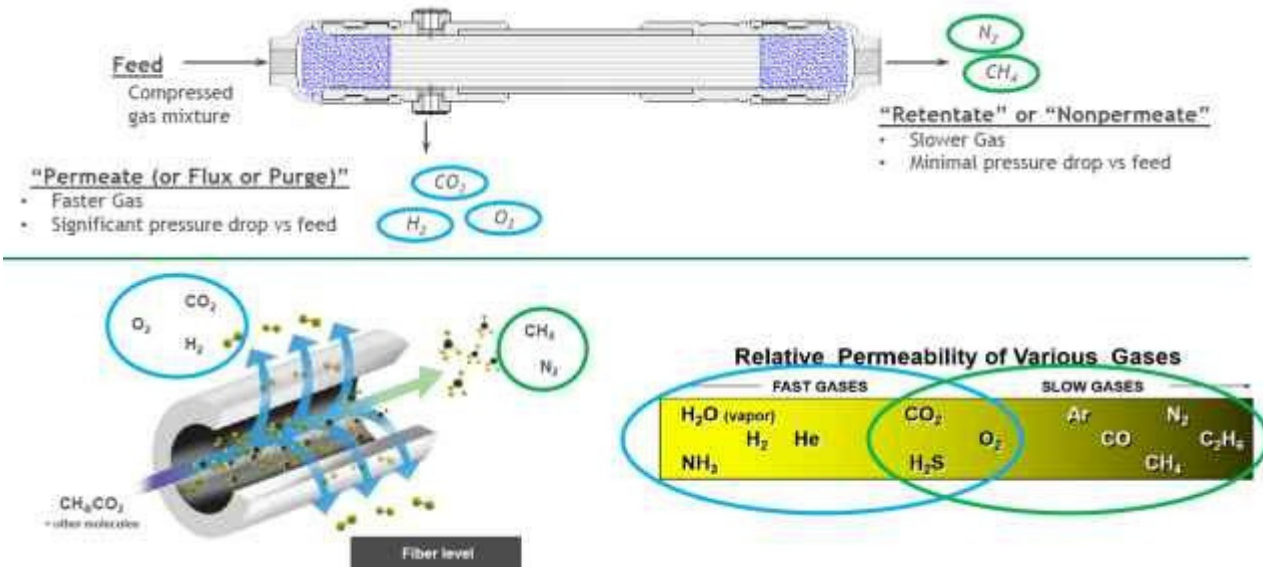 Feed
Compressed
gas mixture
N₂
CH₄
"Retentate" or "Nonpermeate"
• Slower Gas
• Minimal pressure drop vs feed
"Permeate (or Flux or Purge)"
• Faster Gas
• Significant pressure drop vs feed
CO₂
H₂
O₂
CO₂
O₂
H₂
CH₄
N₂
CH₄CO₂
+ other molecules
Fiber level
Relative Permeability of Various Gases
FAST GASES
SLOW GASES
H₂O (vapor) CO₂ Ar N₂
H₂ He O₂ CO C₂H₆
NH₃ H₂S CH₄